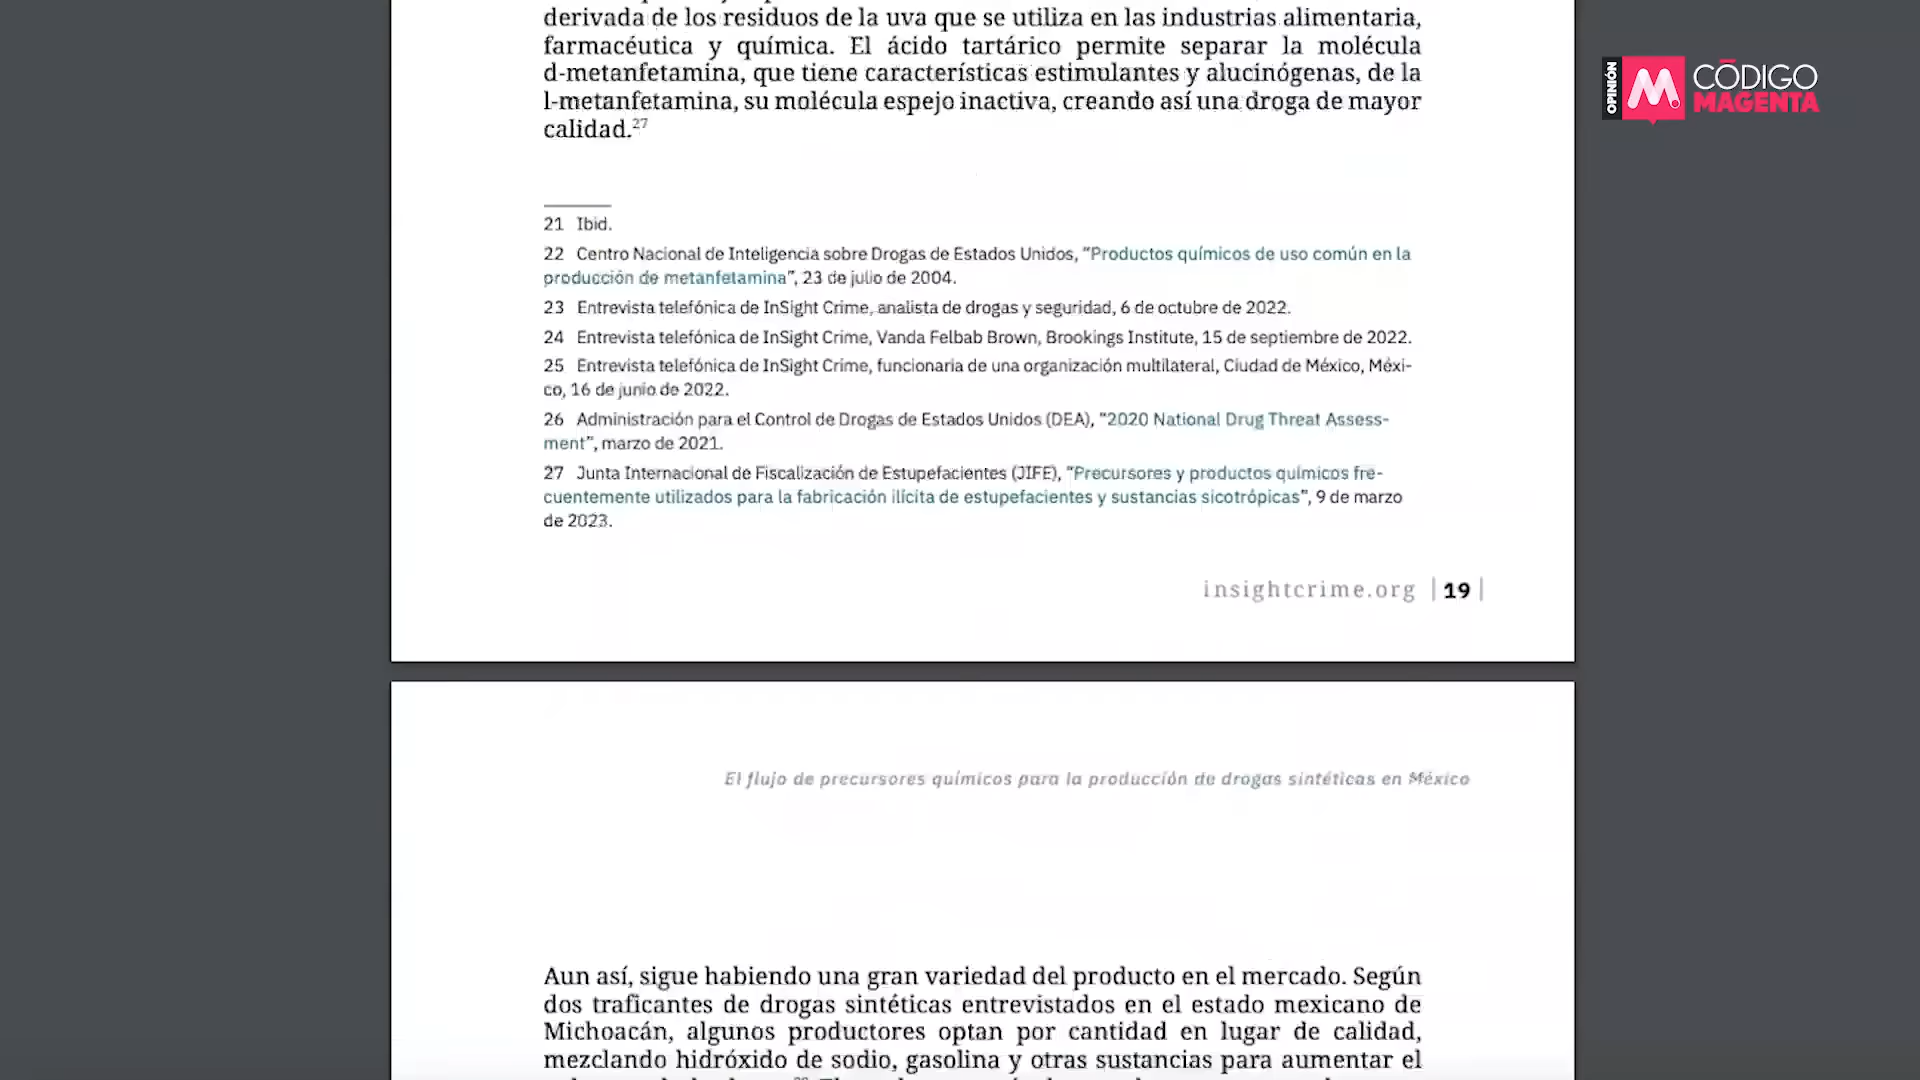 derivada de los residuos de la uva que se utiliza en las industrias alimentaria,
farmacéutica y química. El ácido tartárico permite separar la molécula
d-metanfetamina, que tiene características estimulantes y alucinógenas, de la
l-metanfetamina, su molécula espejo inactiva, creando así una droga de mayor
calidad.27
OPINIÓN
M
CÓDIGO
MAGENTA
21 Ibid.
22 Centro Nacional de Inteligencia sobre Drogas de Estados Unidos, “Productos químicos de uso común en la
producción de metanfetamina”, 23 de julio de 2004.
23 Entrevista telefónica de InSight Crime, analista de drogas y seguridad, 6 de octubre de 2022.
24 Entrevista telefónica de InSight Crime, Vanda Felbab Brown, Brookings Institute, 15 de septiembre de 2022.
25 Entrevista telefónica de InSight Crime, funcionaria de una organización multilateral, Ciudad de México, Méxi-
co, 16 de junio de 2022.
26 Administración para el Control de Drogas de Estados Unidos (DEA), “2020 National Drug Threat Assess-
ment”, marzo de 2021.
27 Junta Internacional de Fiscalización de Estupefacientes (JIFE), “Precursores y productos químicos fre-
cuentemente utilizados para la fabricación ilícita de estupefacientes y sustancias sicotrópicas”, 9 de marzo
de 2023.
insightcrime.org | 19 |
El flujo de precursores químicos para la producción de drogas sintéticas en México
Aun así, sigue habiendo una gran variedad del producto en el mercado. Según
dos traficantes de drogas sintéticas entrevistados en el estado mexicano de
Michoacán, algunos productores optan por cantidad en lugar de calidad,
mezclando hidróxido de sodio, gasolina y otras sustancias para aumentar el